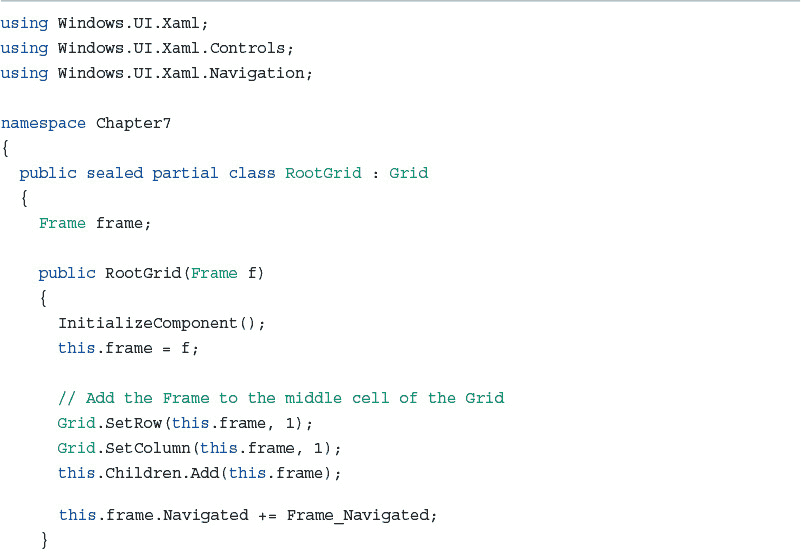 using Windows.UI.Xaml;
using Windows.UI.Xaml.Controls;
using Windows.UI.Xaml.Navigation;

namespace Chapter7
{
  public sealed partial class RootGrid : Grid
  {
    Frame frame;

    public RootGrid(Frame f)
    {
      InitializeComponent();
      this.frame = f;

      // Add the Frame to the middle cell of the Grid
      Grid.SetRow(this.frame, 1);
      Grid.SetColumn(this.frame, 1);
      this.Children.Add(this.frame);

      this.frame.Navigated += Frame_Navigated;
    }